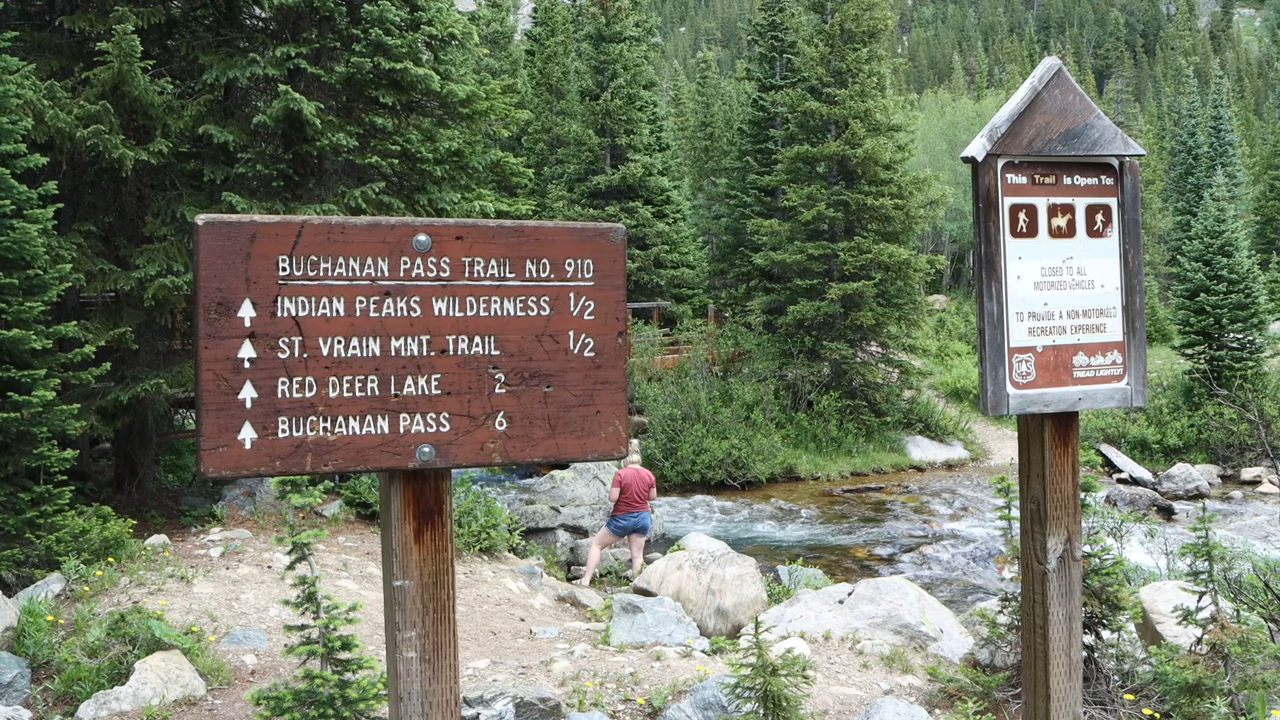 BUCHANAN PASS TRAIL NO. 910
INDIAN PEAKS WILDERNESS 1/2
ST. VRAIN MNT. TRAIL 1/2
RED DEER LAKE 2
BUCHANAN PASS 6
This Trail is Open To:
CLOSED TO ALL
MOTORIZED VEHICLES
TO PROVIDE A NON-MOTORIZED
RECREATION EXPERIENCE
UAS
TREAD LIGHTLY!